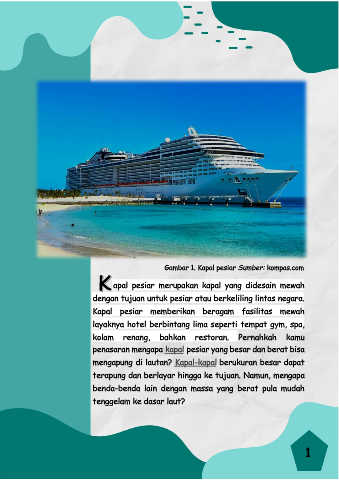 Gambar 1. Kapal pesiar Sumber: kompas.com
Kapal pesiar merupakan kapal yang didesain mewah
dengan tujuan untuk pesiar atau berkeliling lintas negara.
Kapal pesiar memberikan beragam fasilitas mewah
layaknya hotel berbintang lima seperti tempat gym, spa,
kolam renang, bahkan restoran. Pernahkah kamu
penasaran mengapa kapal pesiar yang besar dan berat bisa
mengapung di lautan? Kapal-kapal berukuran besar dapat
terapung dan berlayar hingga ke tujuan. Namun, mengapa
benda-benda lain dengan massa yang berat pula mudah
tenggelam ke dasar laut?
1